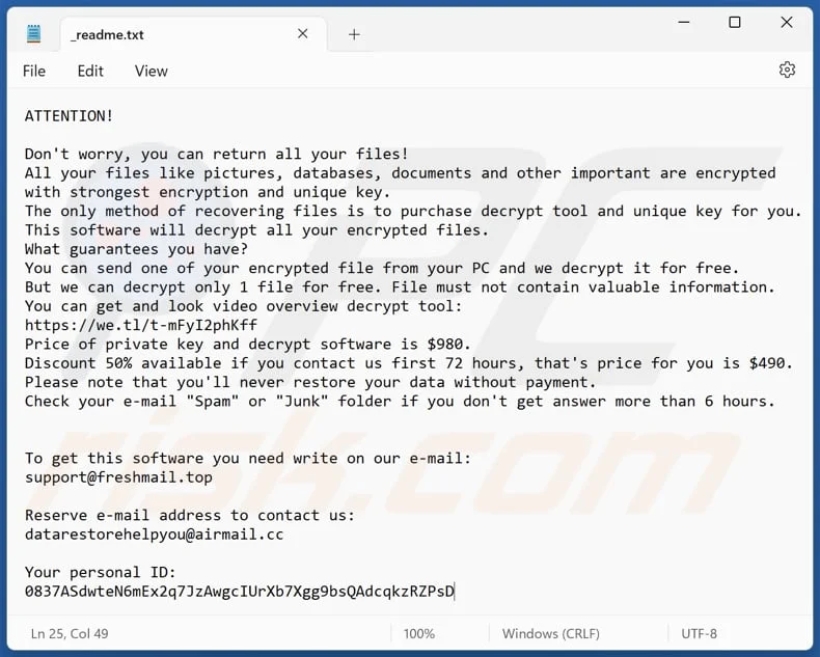 _readme.txt
File Edit View
ATTENTION!
Don't worry, you can return all your files!
All your files like pictures, databases, documents and other important are encrypted
with strongest encryption and unique key.
The only method of recovering files is to purchase decrypt tool and unique key for you.
This software will decrypt all your encrypted files.
What guarantees you have?
You can send one of your encrypted file from your PC and we decrypt it for free.
But we can decrypt only 1 file for free. File must not contain valuable information.
You can get and look video overview decrypt tool:
https://we.tl/t-mFyI2phKff
Price of private key and decrypt software is $980.
Discount 50% available if you contact us first 72 hours, that's price for you is $490.
Please note that you'll never restore your data without payment.
Check your e-mail "Spam" or "Junk" folder if you don't get answer more than 6 hours.
To get this software you need write on our e-mail:
support@freshmail.top
Reserve e-mail address to contact us:
datarestorehelpyou@airmail.cc
Your personal ID:
0837ASdwteN6mEx2q7JzAwgcIUrXb7Xgg9bsQAdcqkzRZPsD
Ln 25, Col 49 100% Windows (CRLF) UTF-8
PC
risk.com